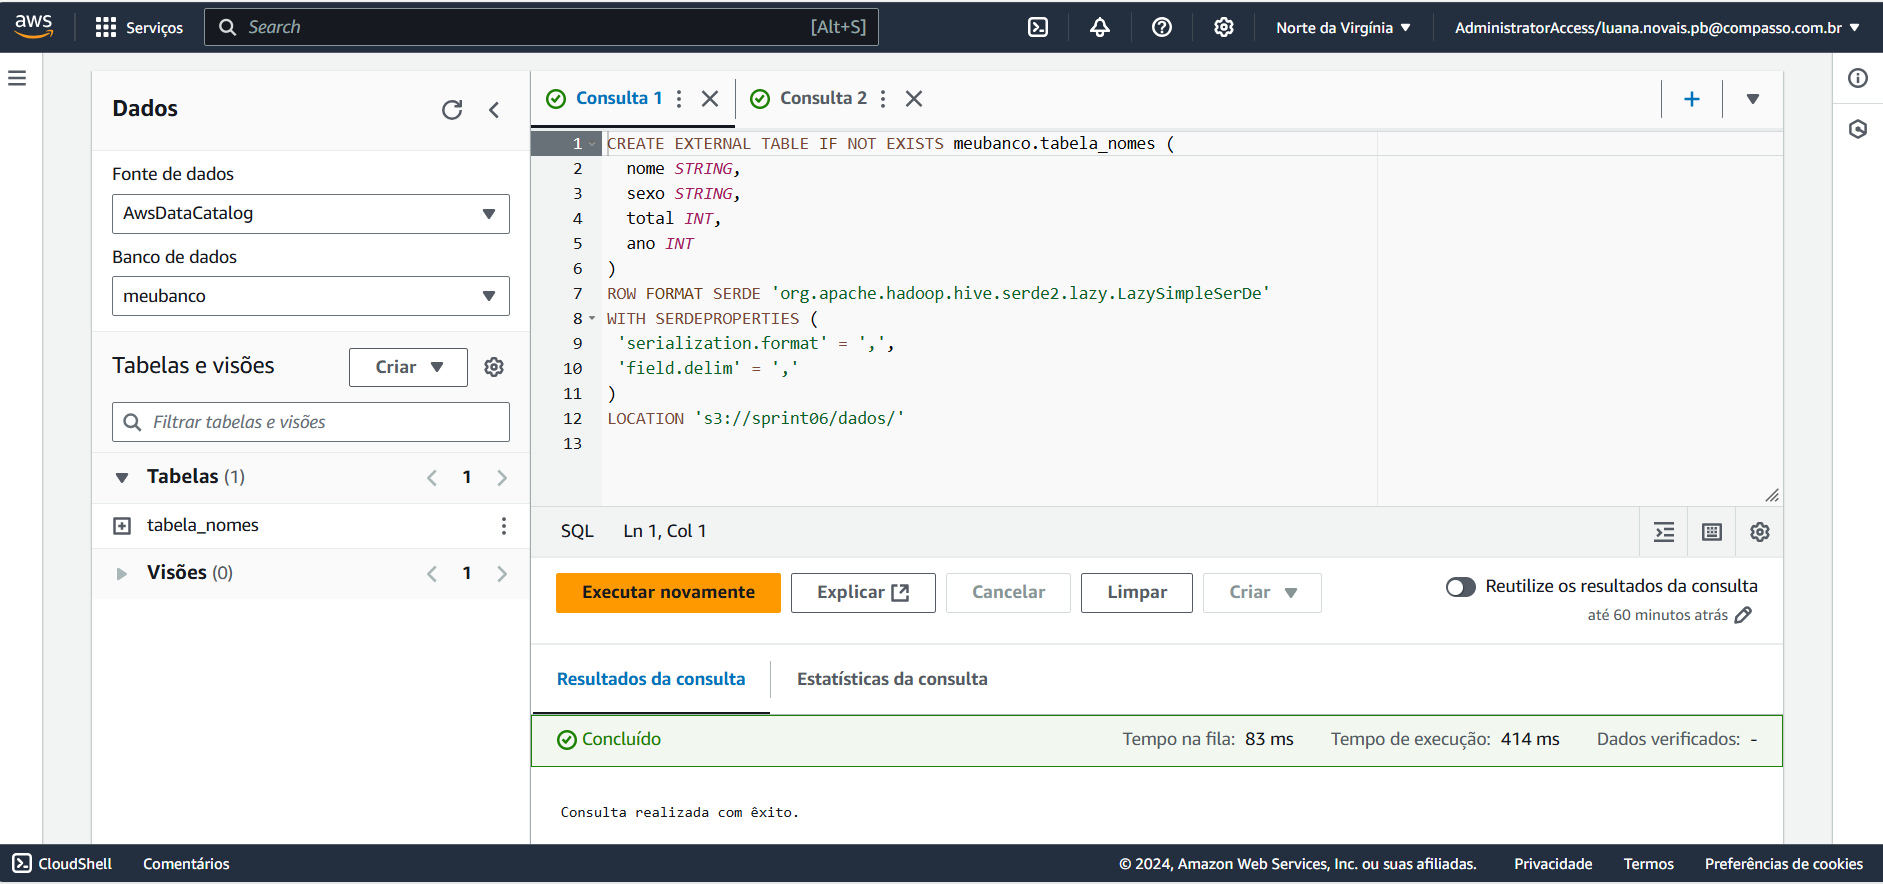 aws
Serviços
Search
[Alt+S]
Norte da Virgínia
AdministratorAccess/luana.novais.pb@compasso.com.br
Dados
Fonte de dados
AwsDataCatalog
Banco de dados
meubanco
Tabelas e visões
Criar
Filtrar tabelas e visões
Tabelas (1)
1
tabela_nomes
Visões (0)
1
Consulta 1
Consulta 2
1 CREATE EXTERNAL TABLE IF NOT EXISTS meubanco.tabela_nomes (
2 nome STRING,
3 sexo STRING,
4 total INT,
5 ano INT
6 )
7 ROW FORMAT SERDE 'org.apache.hadoop.hive.serde2.lazy.LazySimpleSerDe'
8 WITH SERDEPROPERTIES (
9 'serialization.format' = ',',
10 'field.delim' = ','
11 )
12 LOCATION 's3://sprint06/dados/'
13
SQL
Ln 1, Col 1
Executar novamente
Explicar
Cancelar
Limpar
Criar
Reutilize os resultados da consulta
até 60 minutos atrás
Resultados da consulta
Estatísticas da consulta
Concluído
Tempo na fila: 83 ms
Tempo de execução: 414 ms
Dados verificados: -
Consulta realizada com êxito.
CloudShell
Comentários
© 2024, Amazon Web Services, Inc. ou suas afiliadas.
Privacidade
Termos
Preferências de cookies